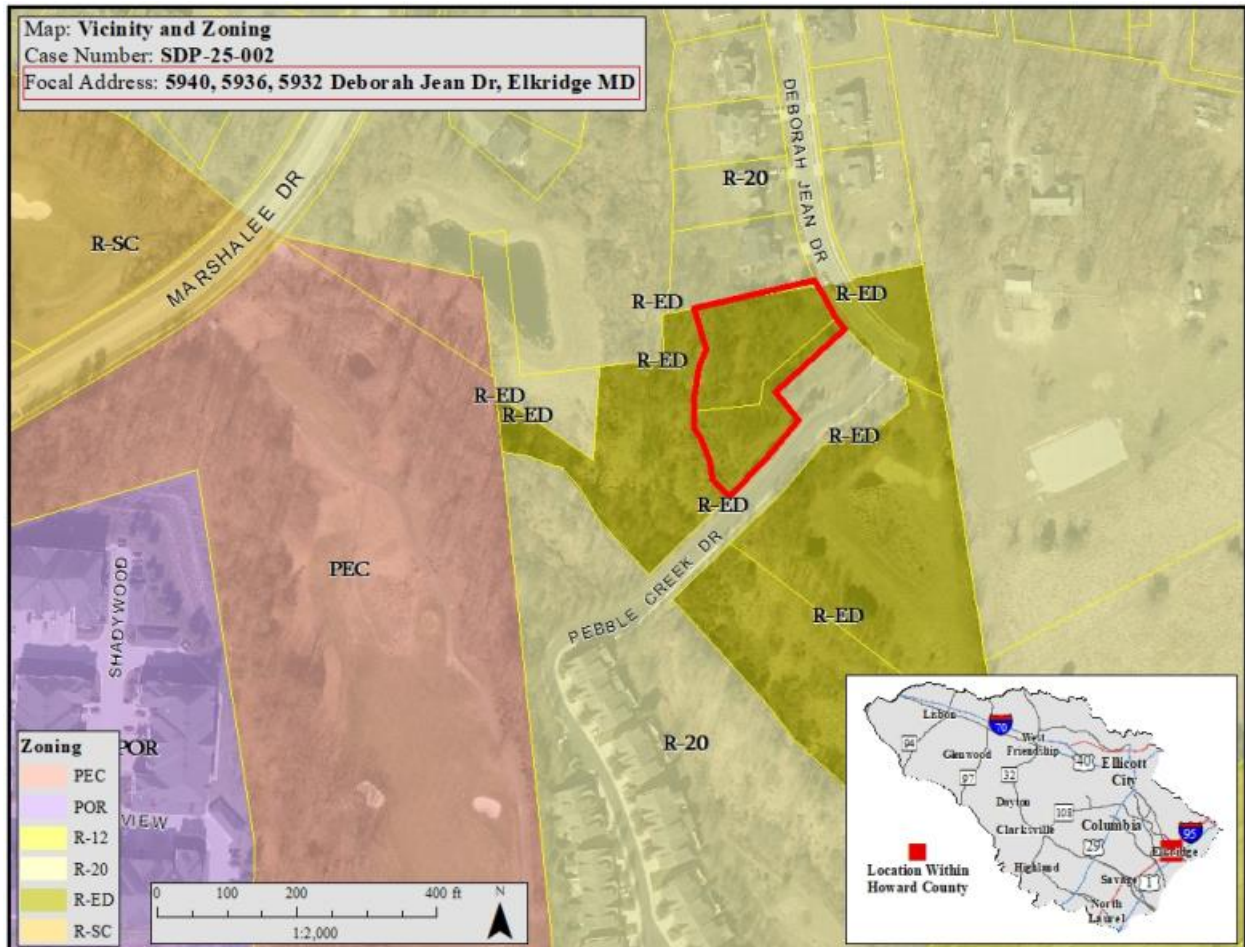 Map: Vicinity and Zoning
Case Number: SDP-25-002
Focal Address: 5940, 5936, 5932 Deborah Jean Dr, Elkridge MD
DEBORAH JEAN DR
R-20
R-SC
MARSHALEE DR
R-ED
R-ED
R-ED
R-ED
R-ED
R-ED
R-ED
PEBBLE CREEK DR
PEC
R-ED
SHADYWOOD
R-20
POR
VIEW
Zoning
PEC
POR
R-12
R-20
R-ED
R-SC
0 100 200 400 ft
1:2,000
N
Lisbon
70
94
Glenwood
West
Friendship
40
Ellicott
City
97
32
Dayton
108
Clarksville
Columbia
95
29
Elkridge
Highland
Savage
1
North
Laurel
Location Within
Howard County